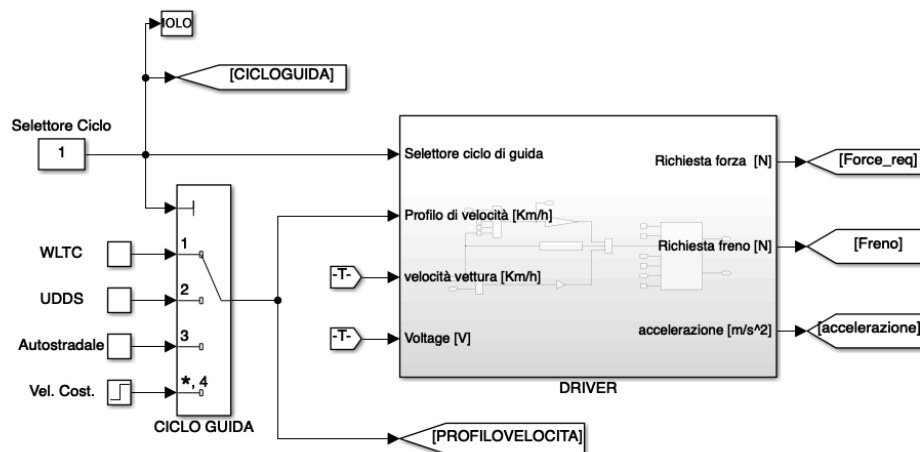 IOLO
[CICLOGUIDA]
Selettore Ciclo
1
Selettore ciclo di guida
Richiesta forza [N]
[Force_req]
Profilo di velocità [Km/h]
WLTC
1
Richiesta freno [N]
[Freno]
-T-
velocità vettura [Km/h]
UDDS
2
Autostradale
3
-T-
Voltage [V]
accelerazione [m/s^2]
[accelerazione]
Vel. Cost.
*, 4
DRIVER
CICLO GUIDA
[PROFILOVELOCITA]